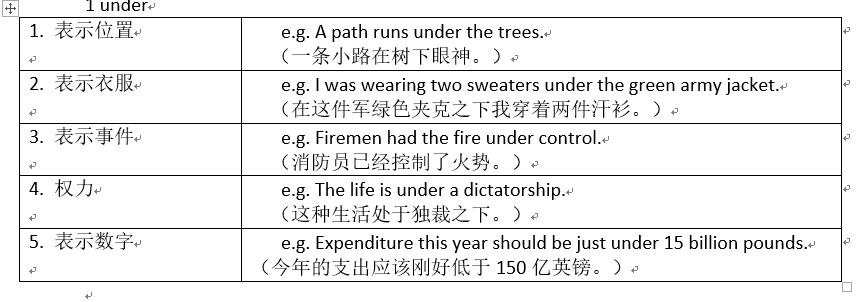 1 under
1. 表示位置
e.g. A path runs under the trees.
（一条小路在树下眼神。）
2. 表示衣服
e.g. I was wearing two sweaters under the green army jacket.
（在这件军绿色夹克之下我穿着两件汗衫。）
3. 表示事件
e.g. Firemen had the fire under control.
（消防员已经控制了火势。）
4. 权力
e.g. The life is under a dictatorship.
（这种生活处于独裁之下。）
5. 表示数字
e.g. Expenditure this year should be just under 15 billion pounds.
（今年的支出应该刚好低于 150 亿英镑。）